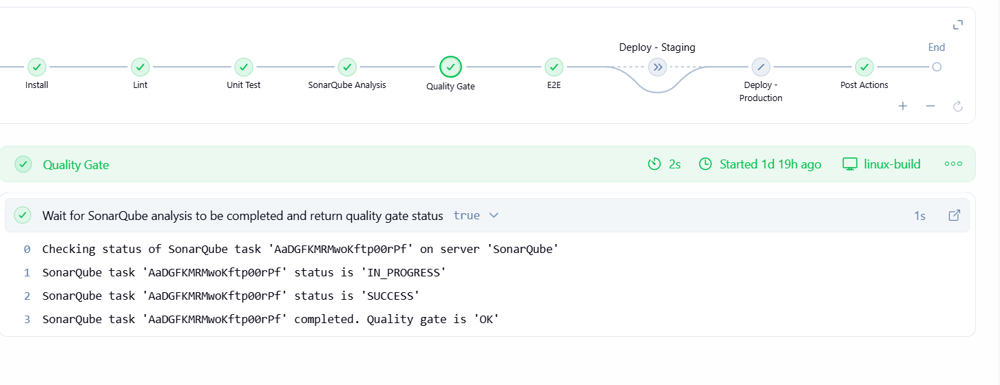 Deploy - Staging
End
Install
Lint
Unit Test
SonarQube Analysis
Quality Gate
E2E
Deploy -
Production
Post Actions
Quality Gate
2s
Started 1d 19h ago
linux-build
Wait for SonarQube analysis to be completed and return quality gate status true
1s
0 Checking status of SonarQube task 'AaDGFKMRMwoKftp00rPf' on server 'SonarQube'
1 SonarQube task 'AaDGFKMRMwoKftp00rPf' status is 'IN_PROGRESS'
2 SonarQube task 'AaDGFKMRMwoKftp00rPf' status is 'SUCCESS'
3 SonarQube task 'AaDGFKMRMwoKftp00rPf' completed. Quality gate is 'OK'